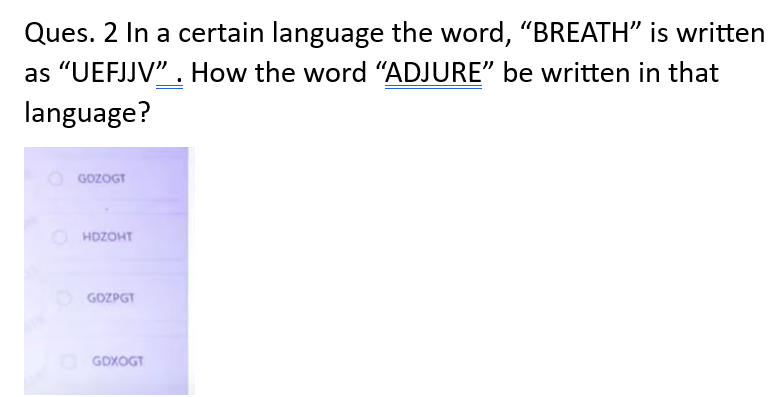 Ques. 2 In a certain language the word, “BREATH” is written
as “UEFJJV” . How the word “ADJURE” be written in that
language?
GDZOGT
HDZOHT
GDZPGT
GDXOGT